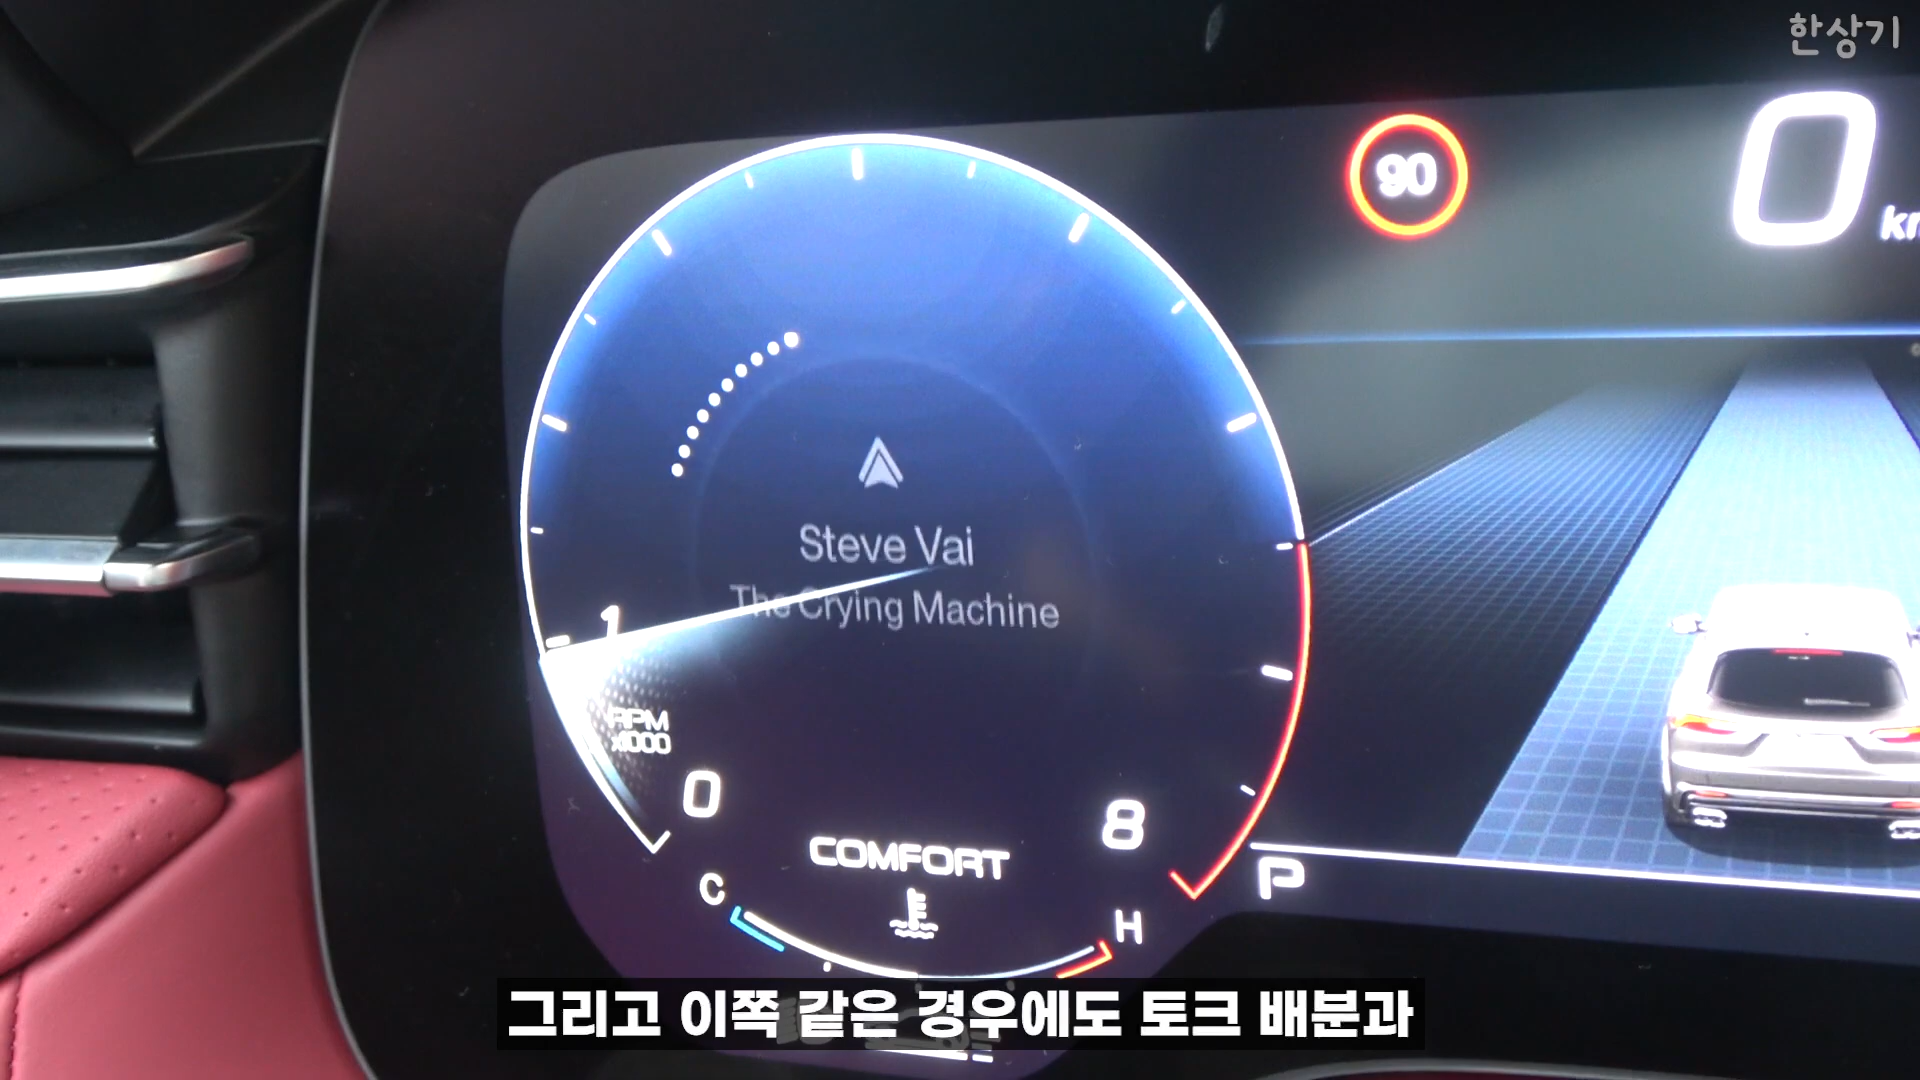 한상기
90
0
Steve Vai
The Crying Machine
1
RPM
x1000
0
8
COMFORT
P
C
H
그리고 이쪽 같은 경우에도 토크 배분과